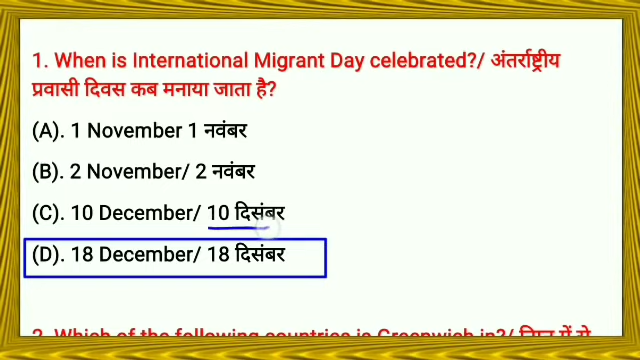 1. When is International Migrant Day celebrated?/ अंतर्राष्ट्रीय
प्रवासी दिवस कब मनाया जाता है?
(A). 1 November 1 नवंबर
(B). 2 November/ 2 नवंबर
(C). 10 December/ 10 दिसंबर
(D). 18 December/ 18 दिसंबर
2. Which of the following countries is Greenwich in?/ निम्न में से